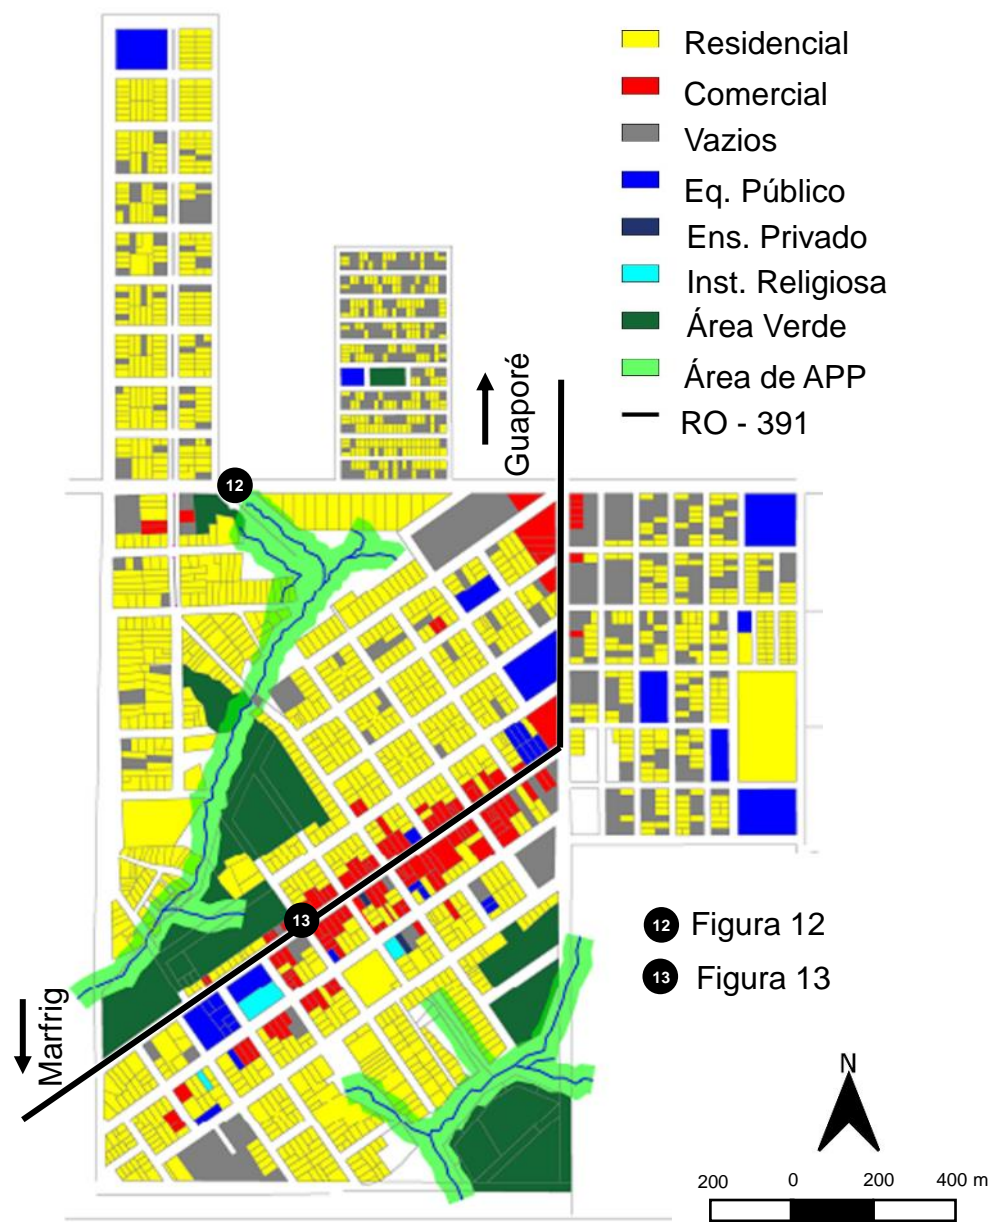 Residencial
Comercial
Vazios
Eq. Público
Ens. Privado
Inst. Religiosa
Área Verde
Área de APP
RO - 391
Guaporé
12
13
Marfrig
12 Figura 12
13 Figura 13
N
200 0 200 400 m